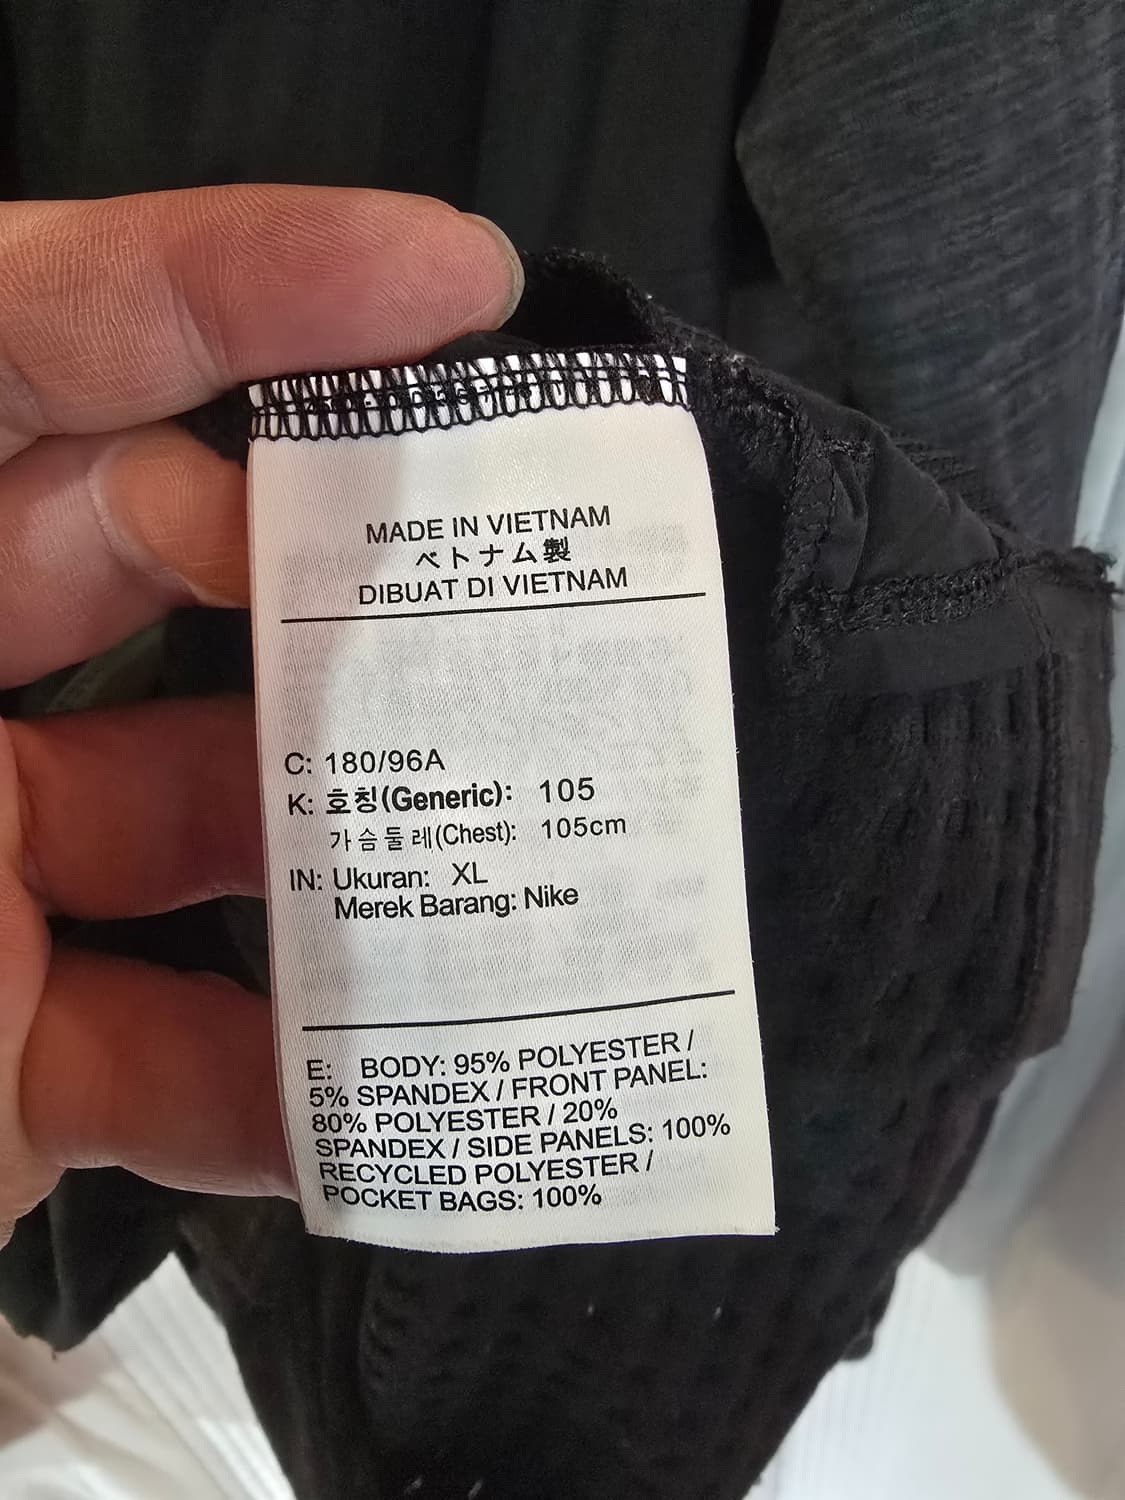 MADE IN VIETNAM
ベトナム製
DIBUAT DI VIETNAM
C: 180/96A
K: 호칭(Generic): 105
가슴둘레(Chest): 105cm
IN: Ukuran: XL
Merek Barang: Nike
E: BODY: 95% POLYESTER /
5% SPANDEX / FRONT PANEL:
80% POLYESTER / 20%
SPANDEX / SIDE PANELS: 100%
RECYCLED POLYESTER /
POCKET BAGS: 100%